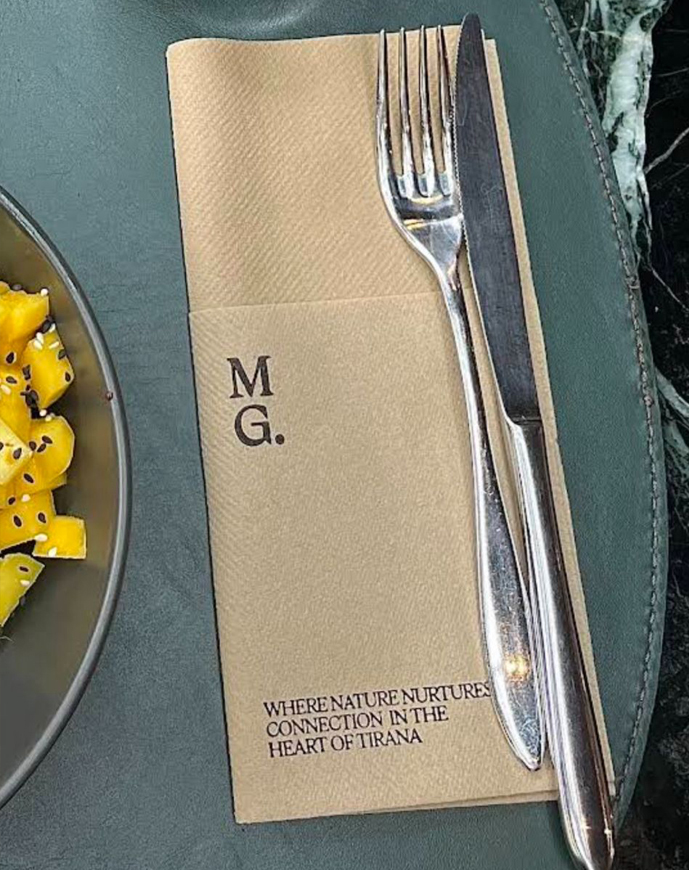 M
G.
WHERE NATURE NURTURES
CONNECTION IN THE
HEART OF TIRANA